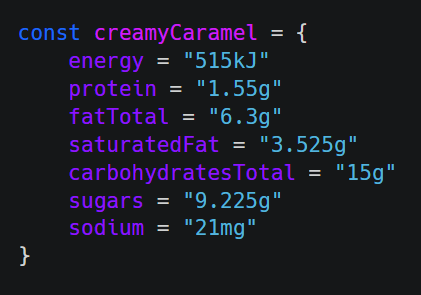 const creamyCaramel = {
    energy = "515kJ"
    protein = "1.55g"
    fatTotal = "6.3g"
    saturatedFat = "3.525g"
    carbohydratesTotal = "15g"
    sugars = "9.225g"
    sodium = "21mg"
}